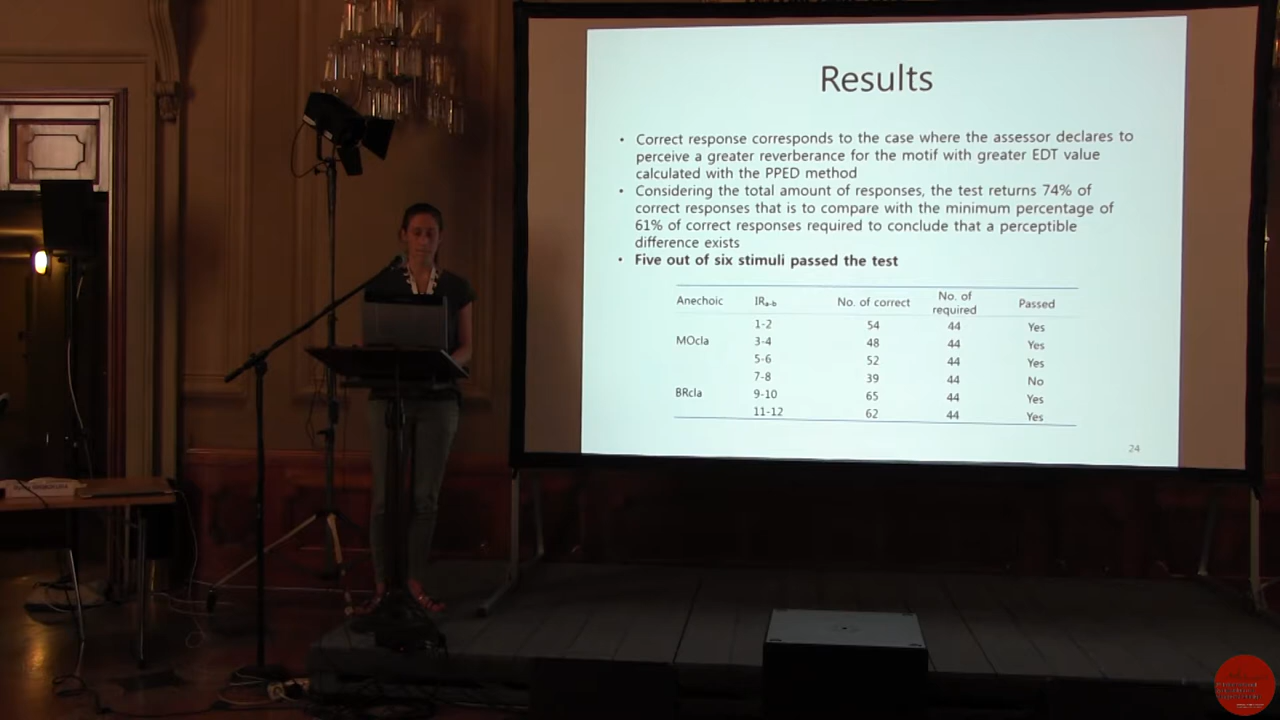 Results
• Correct response corresponds to the case where the assessor declares to
perceive a greater reverberance for the motif with greater EDT value
calculated with the PPED method
• Considering the total amount of responses, the test returns 74% of
correct responses that is to compare with the minimum percentage of
61% of correct responses required to conclude that a perceptible
difference exists
• Five out of six stimuli passed the test
Anechoic IRa-b No. of correct No. of required Passed
1-2 54 44 Yes
MOcla 3-4 48 44 Yes
5-6 52 44 Yes
7-8 39 44 No
BRcla 9-10 65 44 Yes
11-12 62 44 Yes
24